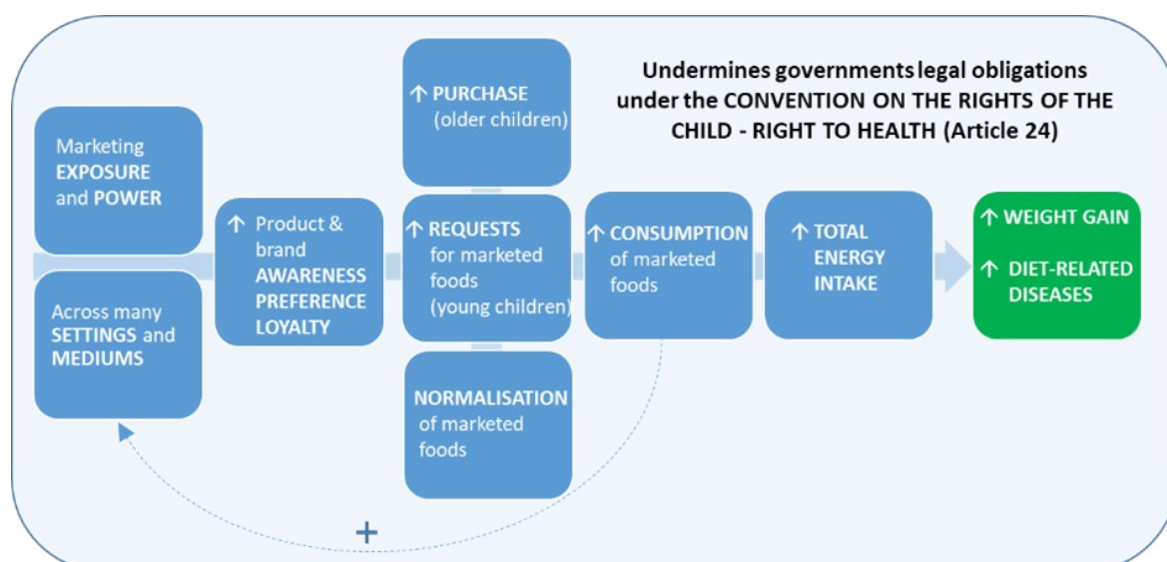 Undermines governments legal obligations
under the CONVENTION ON THE RIGHTS OF THE
CHILD - RIGHT TO HEALTH (Article 24)
Marketing
EXPOSURE
and POWER
Across many
SETTINGS and
MEDIUMS
↑ Product &
brand
AWARENESS
PREFERENCE
LOYALTY
↑ PURCHASE
(older children)
↑ REQUESTS
for marketed
foods
(young children)
NORMALISATION
of marketed
foods
↑ CONSUMPTION
of marketed
foods
↑ TOTAL
ENERGY
INTAKE
↑ WEIGHT GAIN
↑ DIET-RELATED
DISEASES
+